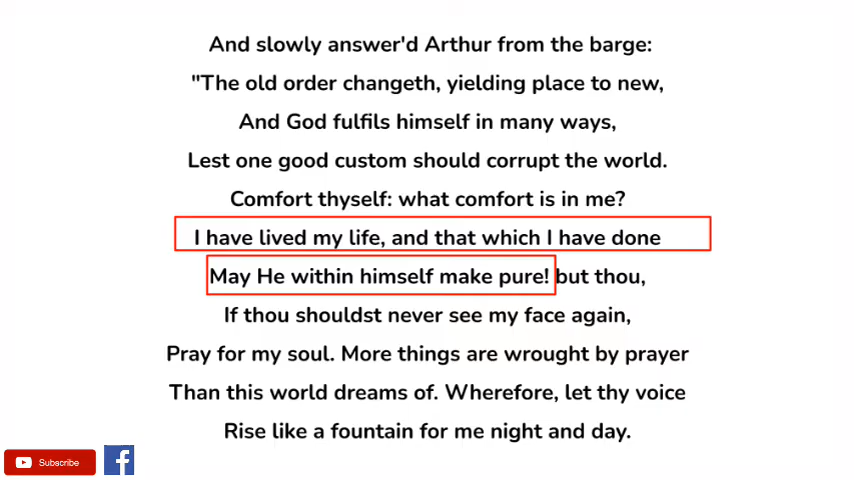 And slowly answer'd Arthur from the barge:
"The old order changeth, yielding place to new,
And God fulfils himself in many ways,
Lest one good custom should corrupt the world.
Comfort thyself: what comfort is in me?
I have lived my life, and that which I have done
May He within himself make pure! but thou,
If thou shouldst never see my face again,
Pray for my soul. More things are wrought by prayer
Than this world dreams of. Wherefore, let thy voice
Rise like a fountain for me night and day.
Subscribe
f